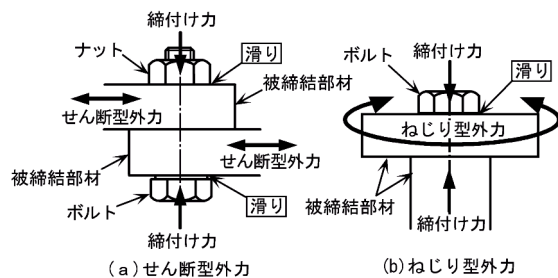 締付け力
ナット
滑り
被締結部材
せん断型外力
せん断型外力
被締結部材
滑り
ボルト
締付け力
(a)せん断型外力
締付け力
ボルト
滑り
ねじり型外力
被締結部材
締付け力
(b)ねじり型外力